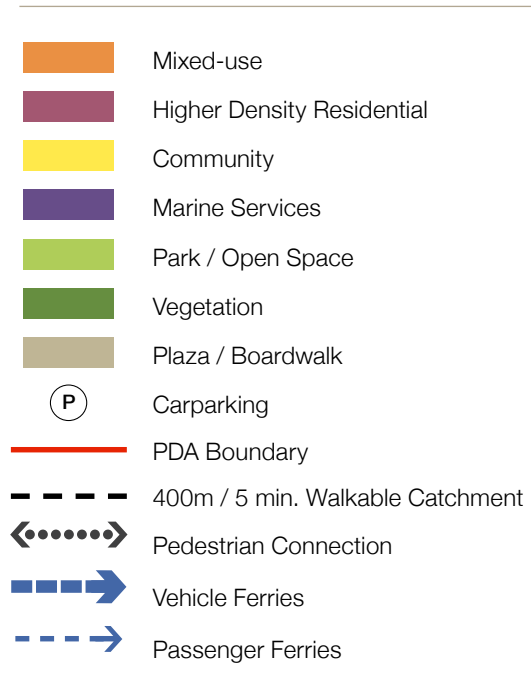 Mixed-use
Higher Density Residential
Community
Marine Services
Park / Open Space
Vegetation
Plaza / Boardwalk
P Carparking
PDA Boundary
400m / 5 min. Walkable Catchment
Pedestrian Connection
Vehicle Ferries
Passenger Ferries